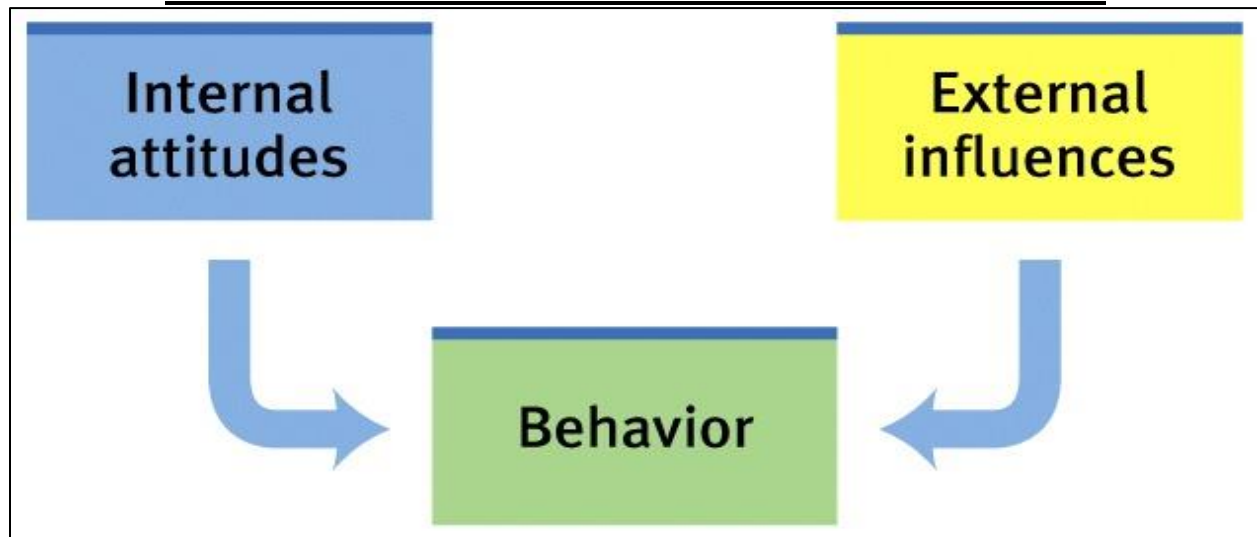 Internal
attitudes
External
influences
Behavior